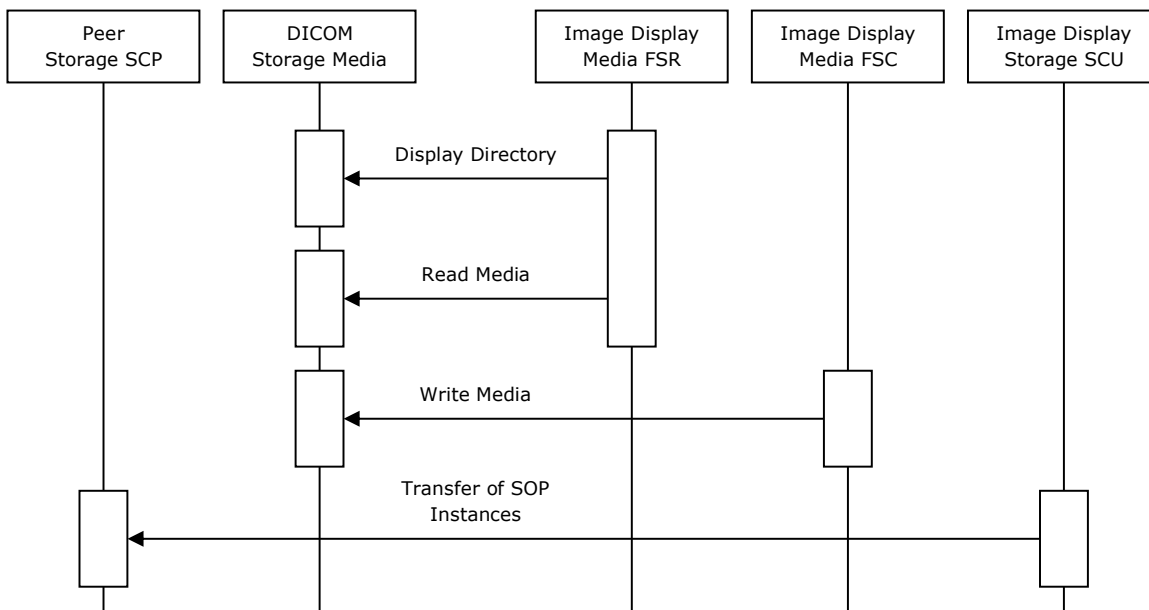 Peer
Storage SCP
DICOM
Storage Media
Image Display
Media FSR
Image Display
Media FSC
Image Display
Storage SCU
Display Directory
Read Media
Write Media
Transfer of SOP
Instances